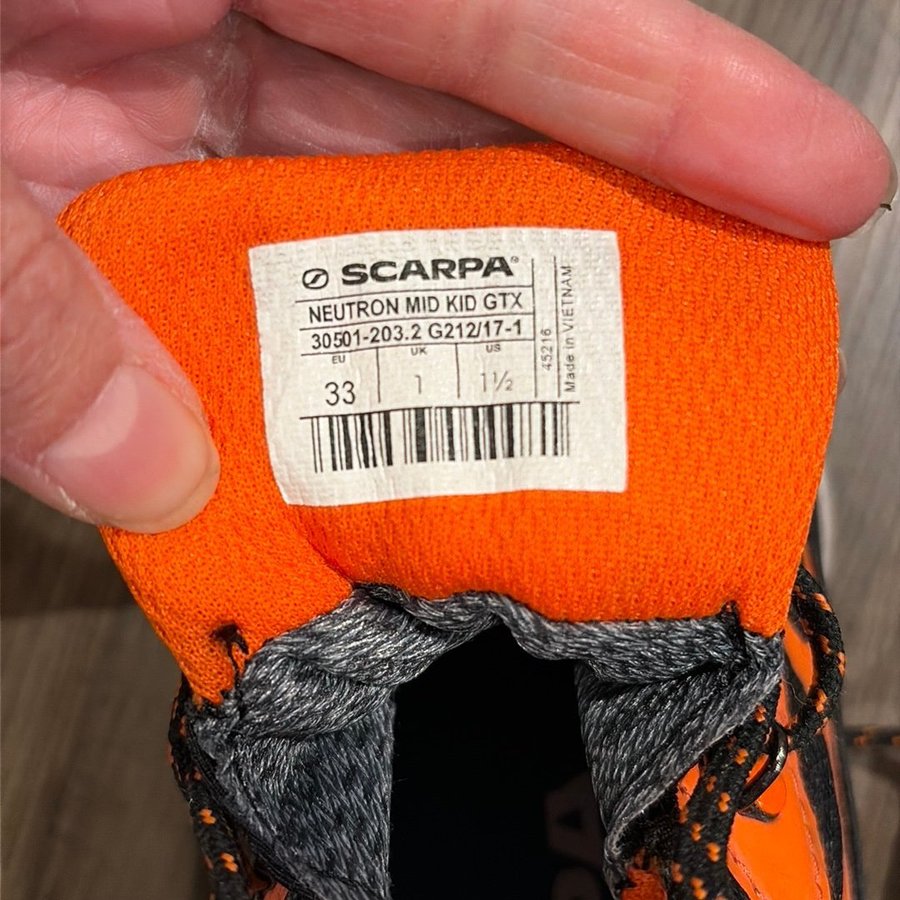 SCARPA®
NEUTRON MID KID GTX
30501-203.2 G212/17-1
EU UK US
33 1 1½
45216
Made in VIETNAM